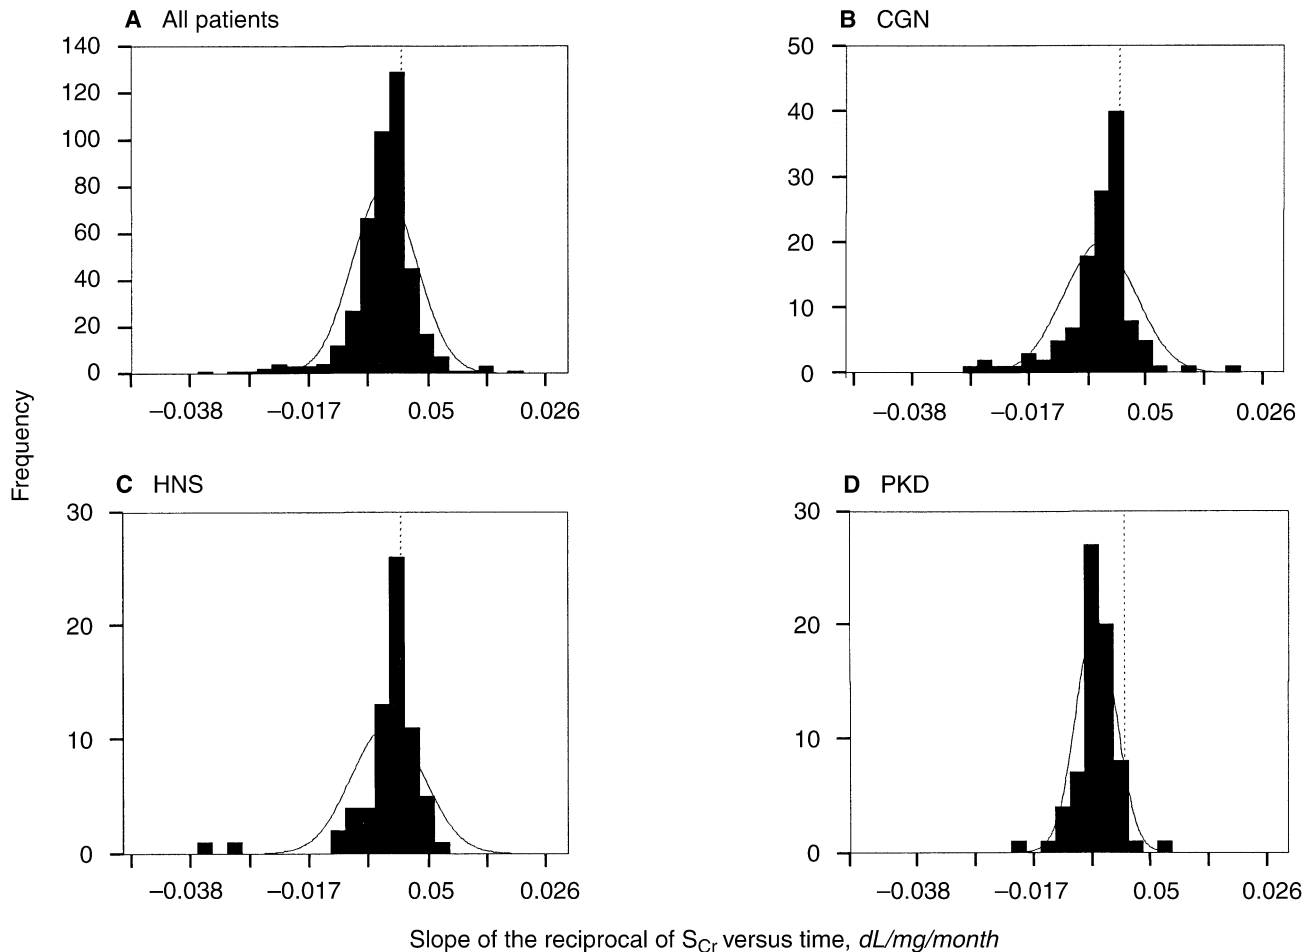 A All patients
140
120
100
80
60
40
20
0
−0.038 −0.017 0.05 0.026
B CGN
50
40
30
20
10
0
−0.038 −0.017 0.05 0.026
Frequency
C HNS
30
20
10
0
−0.038 −0.017 0.05 0.026
D PKD
30
20
10
0
−0.038 −0.017 0.05 0.026
Slope of the reciprocal of SCr versus time, dL/mg/month